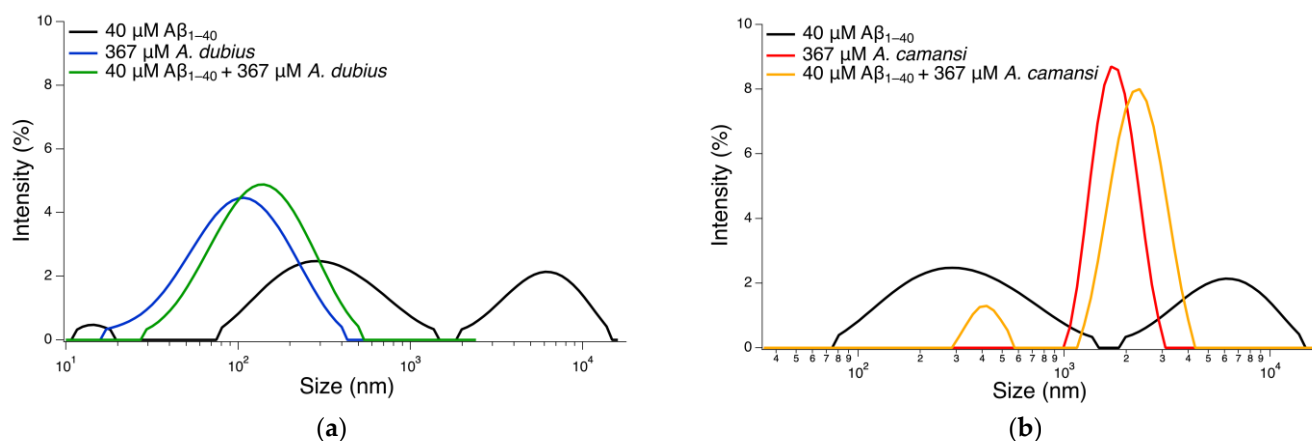 40 µM Aβ1–40
367 µM A. dubius
40 µM Aβ1–40 + 367 µM A. dubius
10
8
6
4
2
0
Intensity (%)
10¹ 10² 10³ 10⁴
Size (nm)
(a)
40 µM Aβ1–40
367 µM A. camansi
40 µM Aβ1–40 + 367 µM A. camansi
10
8
6
4
2
0
Intensity (%)
4 5 6 7 8 9 10² 2 3 4 5 6 7 8 9 10³ 2 3 4 5 6 7 8 9 10⁴
Size (nm)
(b)